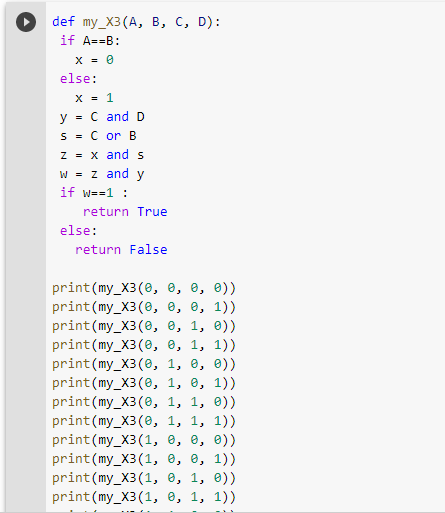 def my_X3(A, B, C, D):
 if A==B:
   x = 0
 else:
   x = 1
 y = C and D
 s = C or B
 z = x and s
 w = z and y
 if w==1 :
    return True
 else:
   return False

print(my_X3(0, 0, 0, 0))
print(my_X3(0, 0, 0, 1))
print(my_X3(0, 0, 1, 0))
print(my_X3(0, 0, 1, 1))
print(my_X3(0, 1, 0, 0))
print(my_X3(0, 1, 0, 1))
print(my_X3(0, 1, 1, 0))
print(my_X3(0, 1, 1, 1))
print(my_X3(1, 0, 0, 0))
print(my_X3(1, 0, 0, 1))
print(my_X3(1, 0, 1, 0))
print(my_X3(1, 0, 1, 1))